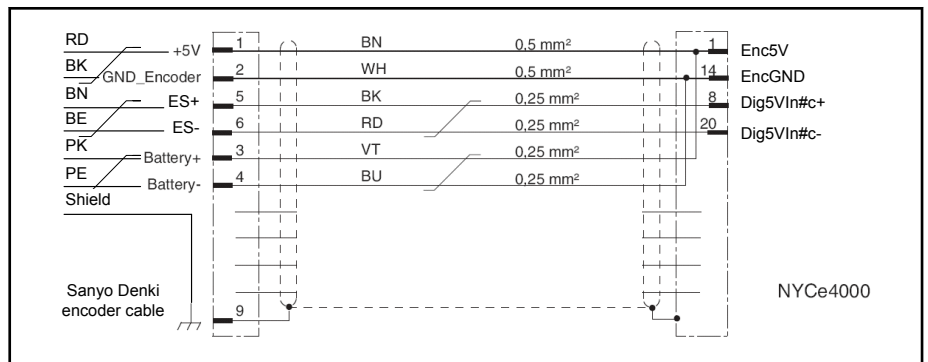 RD +5V 1 BN 0,5 mm² 1 Enc5V
BK GND_Encoder 2 WH 0.5 mm² 14 EncGND
BN ES+ 5 BK 0,25 mm² 8 Dig5VIn#c+
BE ES- 6 RD 0,25 mm² 20 Dig5VIn#c-
PK Battery+ 3 VT 0,25 mm²
PE Battery- 4 BU 0,25 mm²
Shield
Sanyo Denki
encoder cable
9
NYCe4000